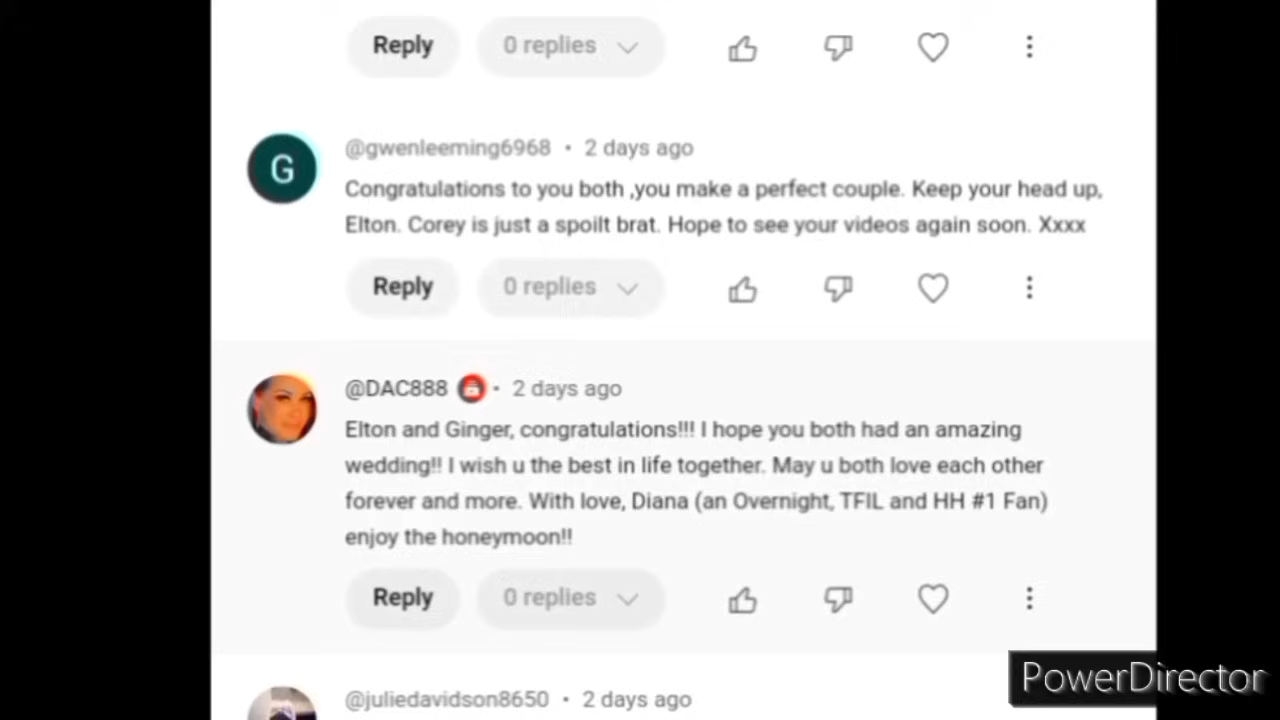 Reply 0 replies
G
@gwenleeming6968 • 2 days ago
Congratulations to you both ,you make a perfect couple. Keep your head up,
Elton. Corey is just a spoilt brat. Hope to see your videos again soon. Xxxx
Reply 0 replies
@DAC888 • 2 days ago
Elton and Ginger, congratulations!!! I hope you both had an amazing
wedding!! I wish u the best in life together. May u both love each other
forever and more. With love, Diana (an Overnight, TFIL and HH #1 Fan)
enjoy the honeymoon!!
Reply 0 replies
@juliedavidson8650 • 2 days ago
PowerDirector